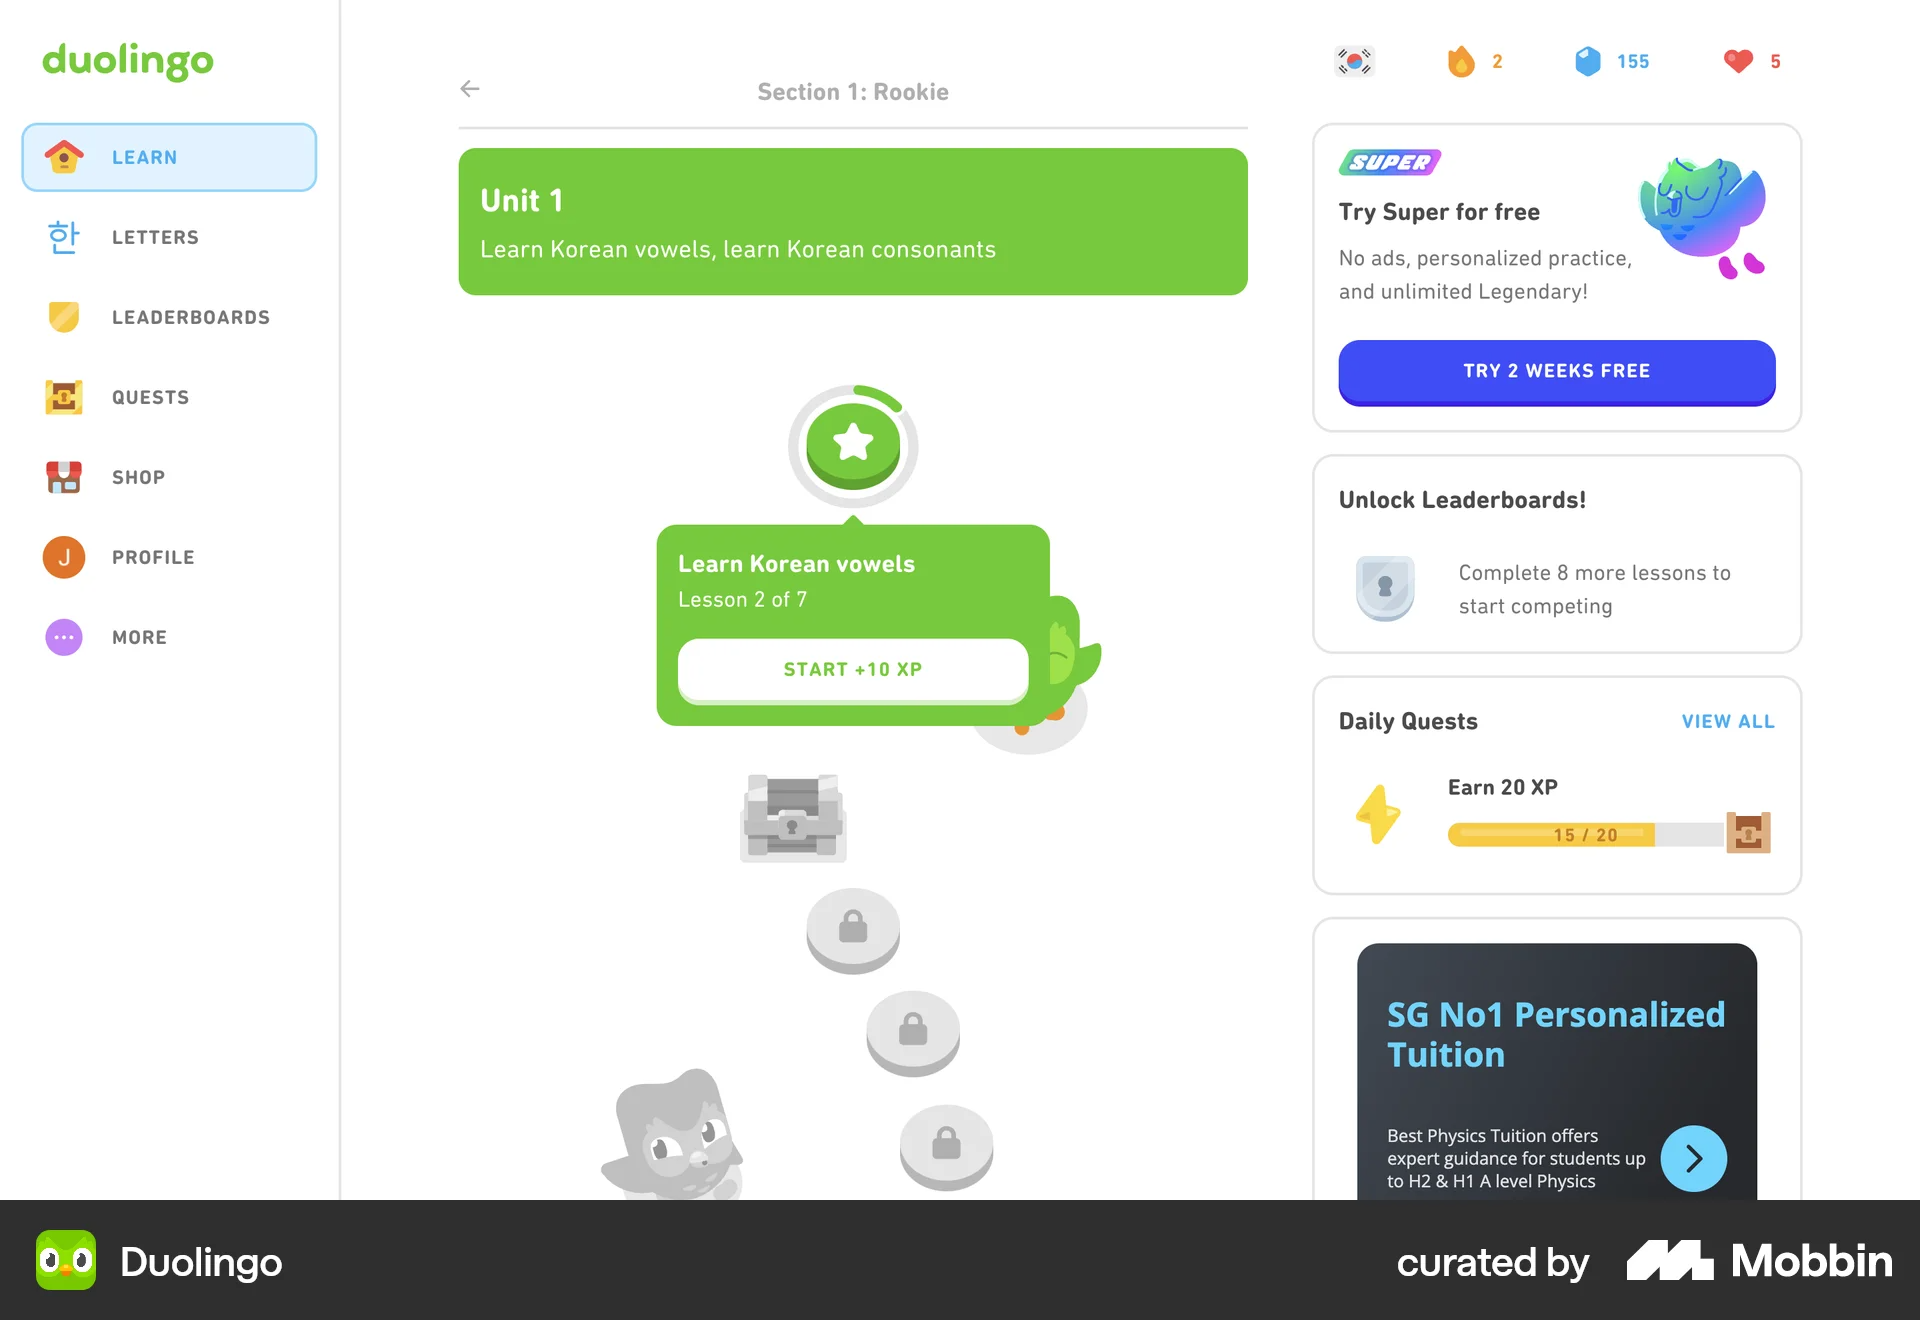 duolingo
LEARN
한
LETTERS
LEADERBOARDS
QUESTS
SHOP
J
PROFILE
MORE
Section 1: Rookie
Unit 1
Learn Korean vowels, learn Korean consonants
Learn Korean vowels
Lesson 2 of 7
START +10 XP
2
155
5
SUPER
Try Super for free
No ads, personalized practice,
and unlimited Legendary!
TRY 2 WEEKS FREE
Unlock Leaderboards!
Complete 8 more lessons to
start competing
Daily Quests
VIEW ALL
Earn 20 XP
15 / 20
SG No1 Personalized
Tuition
Best Physics Tuition offers
expert guidance for students up
to H2 & H1 A level Physics
Duolingo
curated by
Mobbin